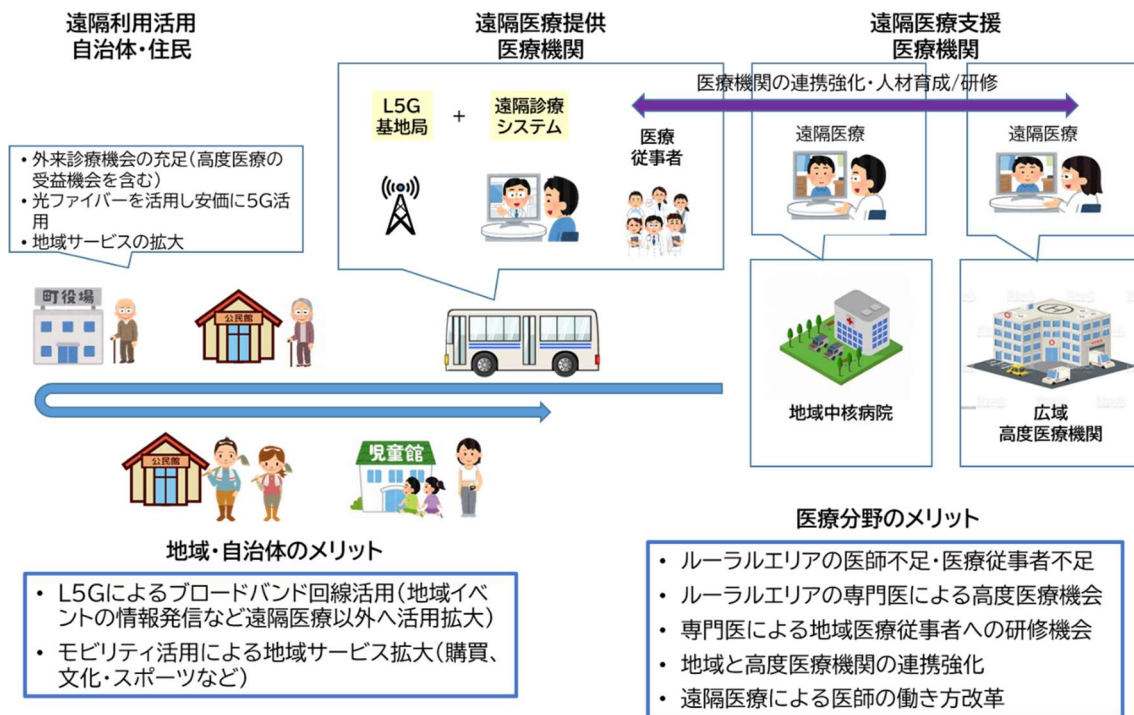 遠隔利用活用
自治体・住民
遠隔医療提供
医療機関
遠隔医療支援
医療機関
医療機関の連携強化・人材育成/研修
L5G
基地局
+
遠隔診療
システム
医療
従事者
遠隔医療
遠隔医療
• 外来診療機会の充足(高度医療の
受益機会を含む)
• 光ファイバーを活用し安価に5G活
用
• 地域サービスの拡大
町役場
公民館
地域中核病院
広域
高度医療機関
公民館
児童館
地域・自治体のメリット
• L5Gによるブロードバンド回線活用(地域イベ
ントの情報発信など遠隔医療以外へ活用拡大)
• モビリティ活用による地域サービス拡大(購買、
文化・スポーツなど)
医療分野のメリット
• ルーラルエリアの医師不足・医療従事者不足
• ルーラルエリアの専門医による高度医療機会
• 専門医による地域医療従事者への研修機会
• 地域と高度医療機関の連携強化
• 遠隔医療による医師の働き方改革